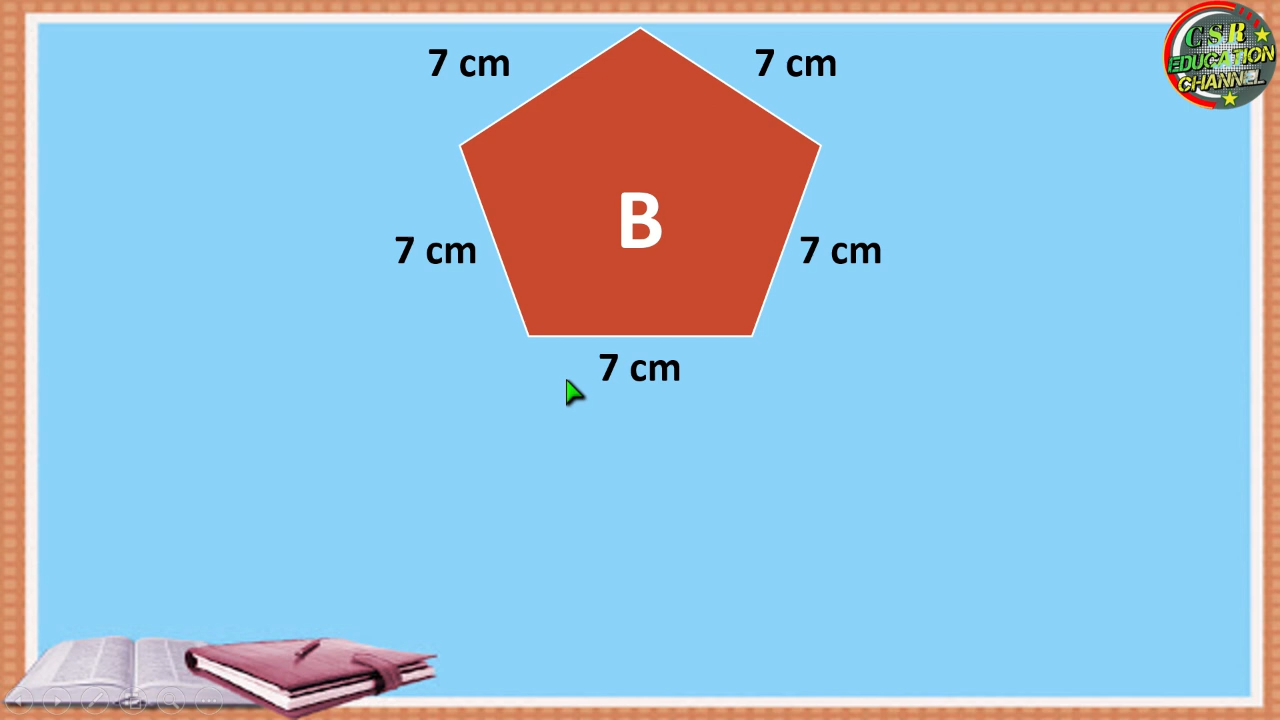 7 cm 7 cm
B
7 cm 7 cm
7 cm
CSR
EDUCATION
CHANNEL